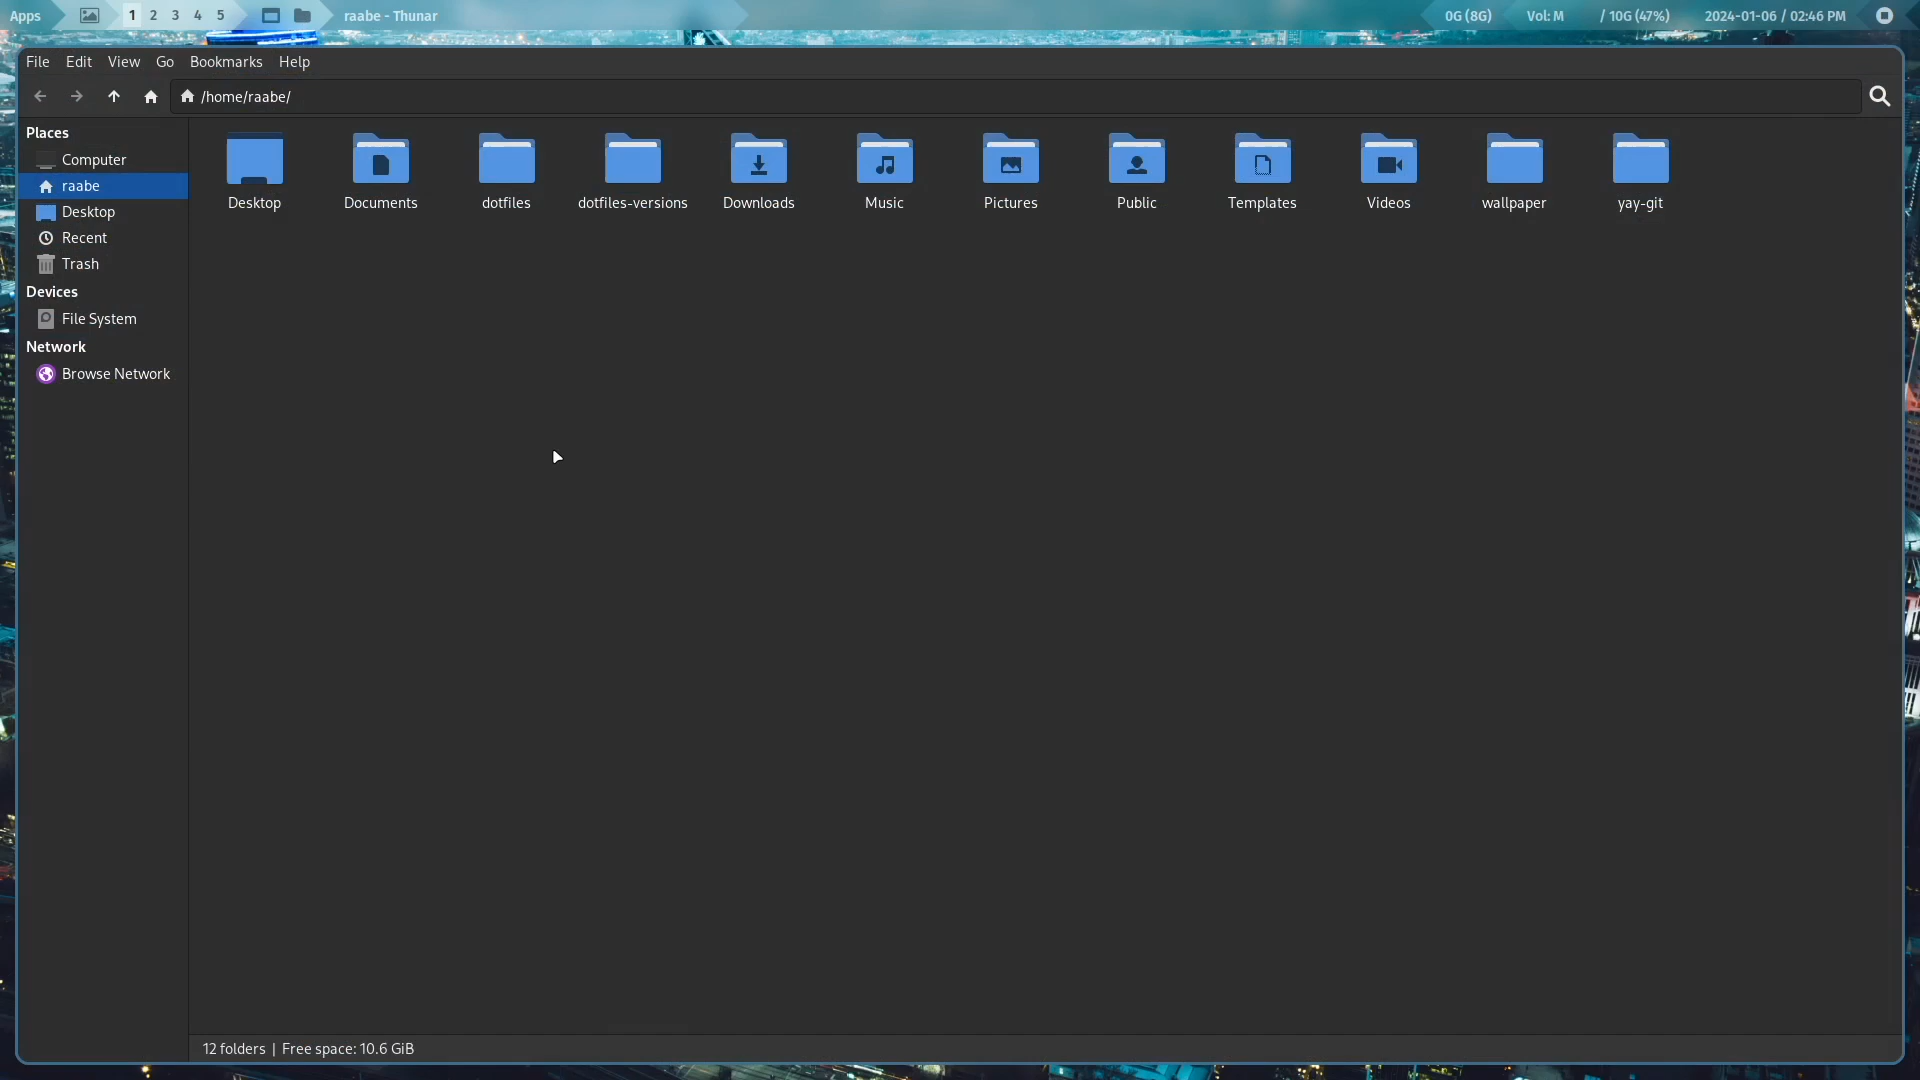 Apps 1 2 3 4 5 raabe - Thunar 0G (8G) Vol: M / 10G (47%) 2024-01-06 / 02:46 PM
File Edit View Go Bookmarks Help
/home/raabe/
Places
Computer
raabe
Desktop
Recent
Trash
Devices
File System
Network
Browse Network
Desktop Documents dotfiles dotfiles-versions Downloads Music Pictures Public Templates Videos wallpaper yay-git
12 folders | Free space: 10.6 GiB